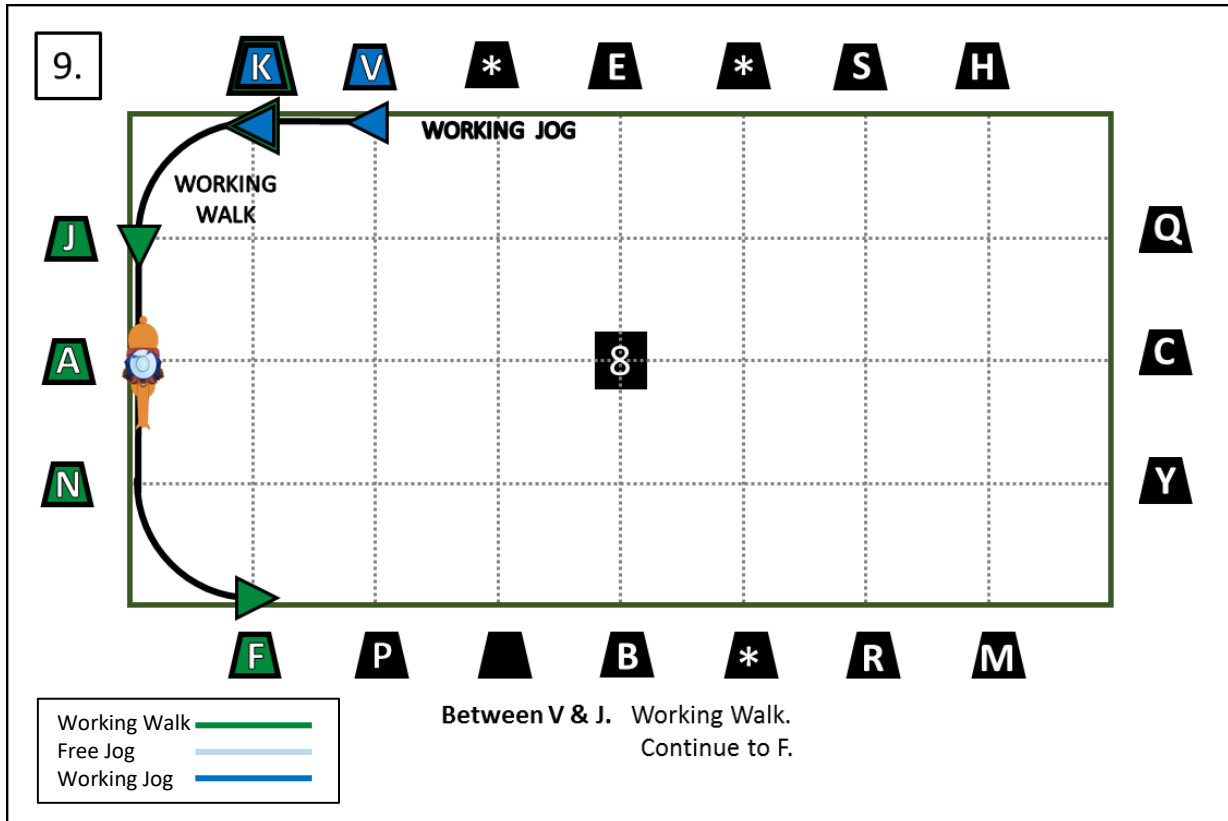 9.
K V * E * S H
WORKING JOG
WORKING
WALK
J Q
A 8 C
N Y
F P B * R M
Between V & J. Working Walk.
Continue to F.
Working Walk
Free Jog
Working Jog